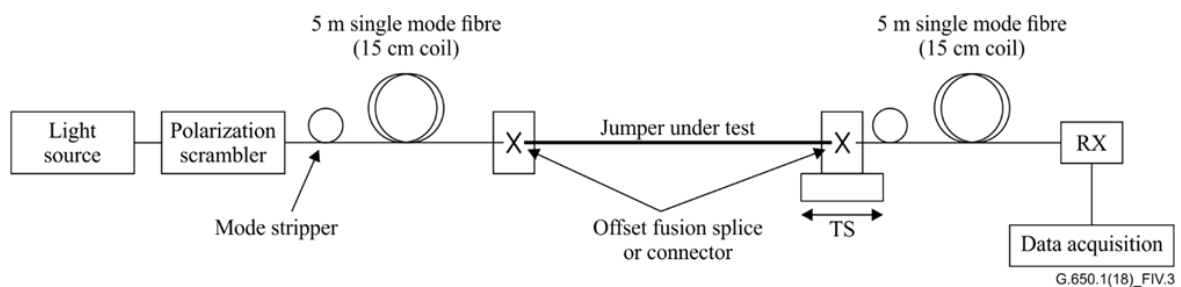 5 m single mode fibre
(15 cm coil)
5 m single mode fibre
(15 cm coil)
Light
source
Polarization
scrambler
X
Jumper under test
X
RX
Mode stripper
Offset fusion splice
or connector
TS
Data acquisition
G.650.1(18)_FIV.3